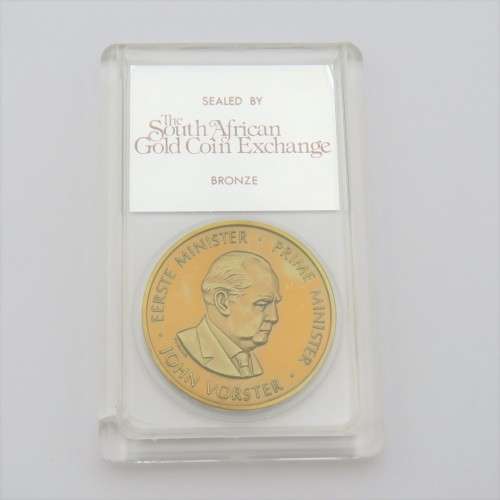 SEALED BY
The
South African
Gold Coin Exchange
BRONZE
EERSTE MINISTER · PRIME MINISTER ·
JOHN VORSTER ·